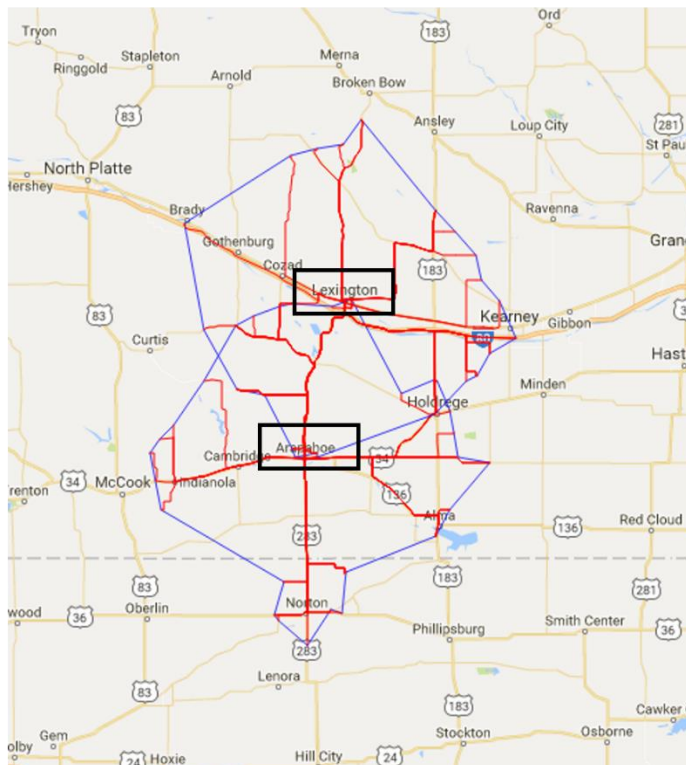 Tryon
Ringgold
Stapleton
Arnold
Merna
Broken Bow
Ord
183
83
Ansley
Loup City
281
St Pau
North Platte
Hershey
Brady
Ravenna
Gothenburg
Grand
Cozad
183
Lexington
Kearney
Gibbon
83
80
Curtis
Hast
Minden
Holdrege
Arapahoe
Cambridge
34
34
McCook
Indianola
136
Alma
136
Red Cloud
283
183
83
281
Norton
wood
Oberlin
36
Phillipsburg
Smith Center
36
283
Lenora
83
183
Gem
Stockton
Osborne
Cawker C
olby
24
Hoxie
Hill City
24